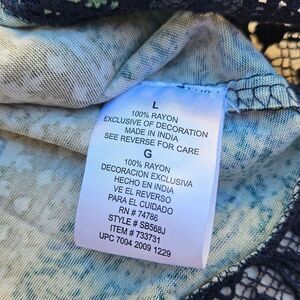 L
100% RAYON
EXCLUSIVE OF DECORATION
MADE IN INDIA
SEE REVERSE FOR CARE
G
100% RAYON
DECORACION EXCLUSIVA
HECHO EN INDIA
VE EL REVERSO
PARA EL CUIDADO
RN # 74786
STYLE # SB568J
ITEM # 733731
UPC 7004 2009 1229